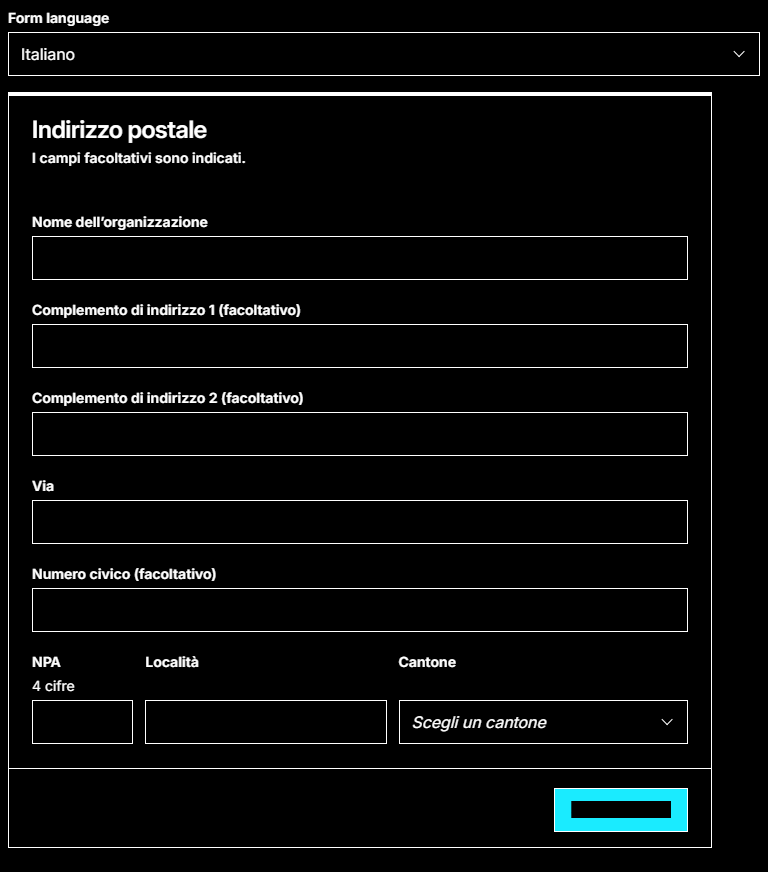 Form language
Italiano
Indirizzo postale
I campi facoltativi sono indicati.
Nome dell’organizzazione
Complemento di indirizzo 1 (facoltativo)
Complemento di indirizzo 2 (facoltativo)
Via
Numero civico (facoltativo)
NPA Località Cantone
4 cifre
Scegli un cantone